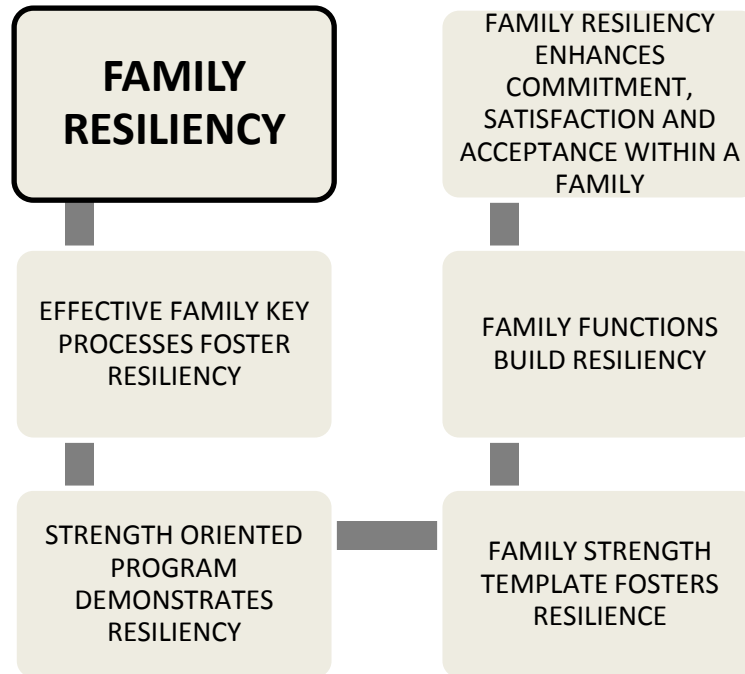 FAMILY
RESILIENCY
EFFECTIVE FAMILY KEY
PROCESSES FOSTER
RESILIENCY
STRENGTH ORIENTED
PROGRAM
DEMONSTRATES
RESILIENCY
FAMILY STRENGTH
TEMPLATE FOSTERS
RESILIENCE
FAMILY FUNCTIONS
BUILD RESILIENCY
FAMILY RESILIENCY
ENHANCES
COMMITMENT,
SATISFACTION AND
ACCEPTANCE WITHIN A
FAMILY